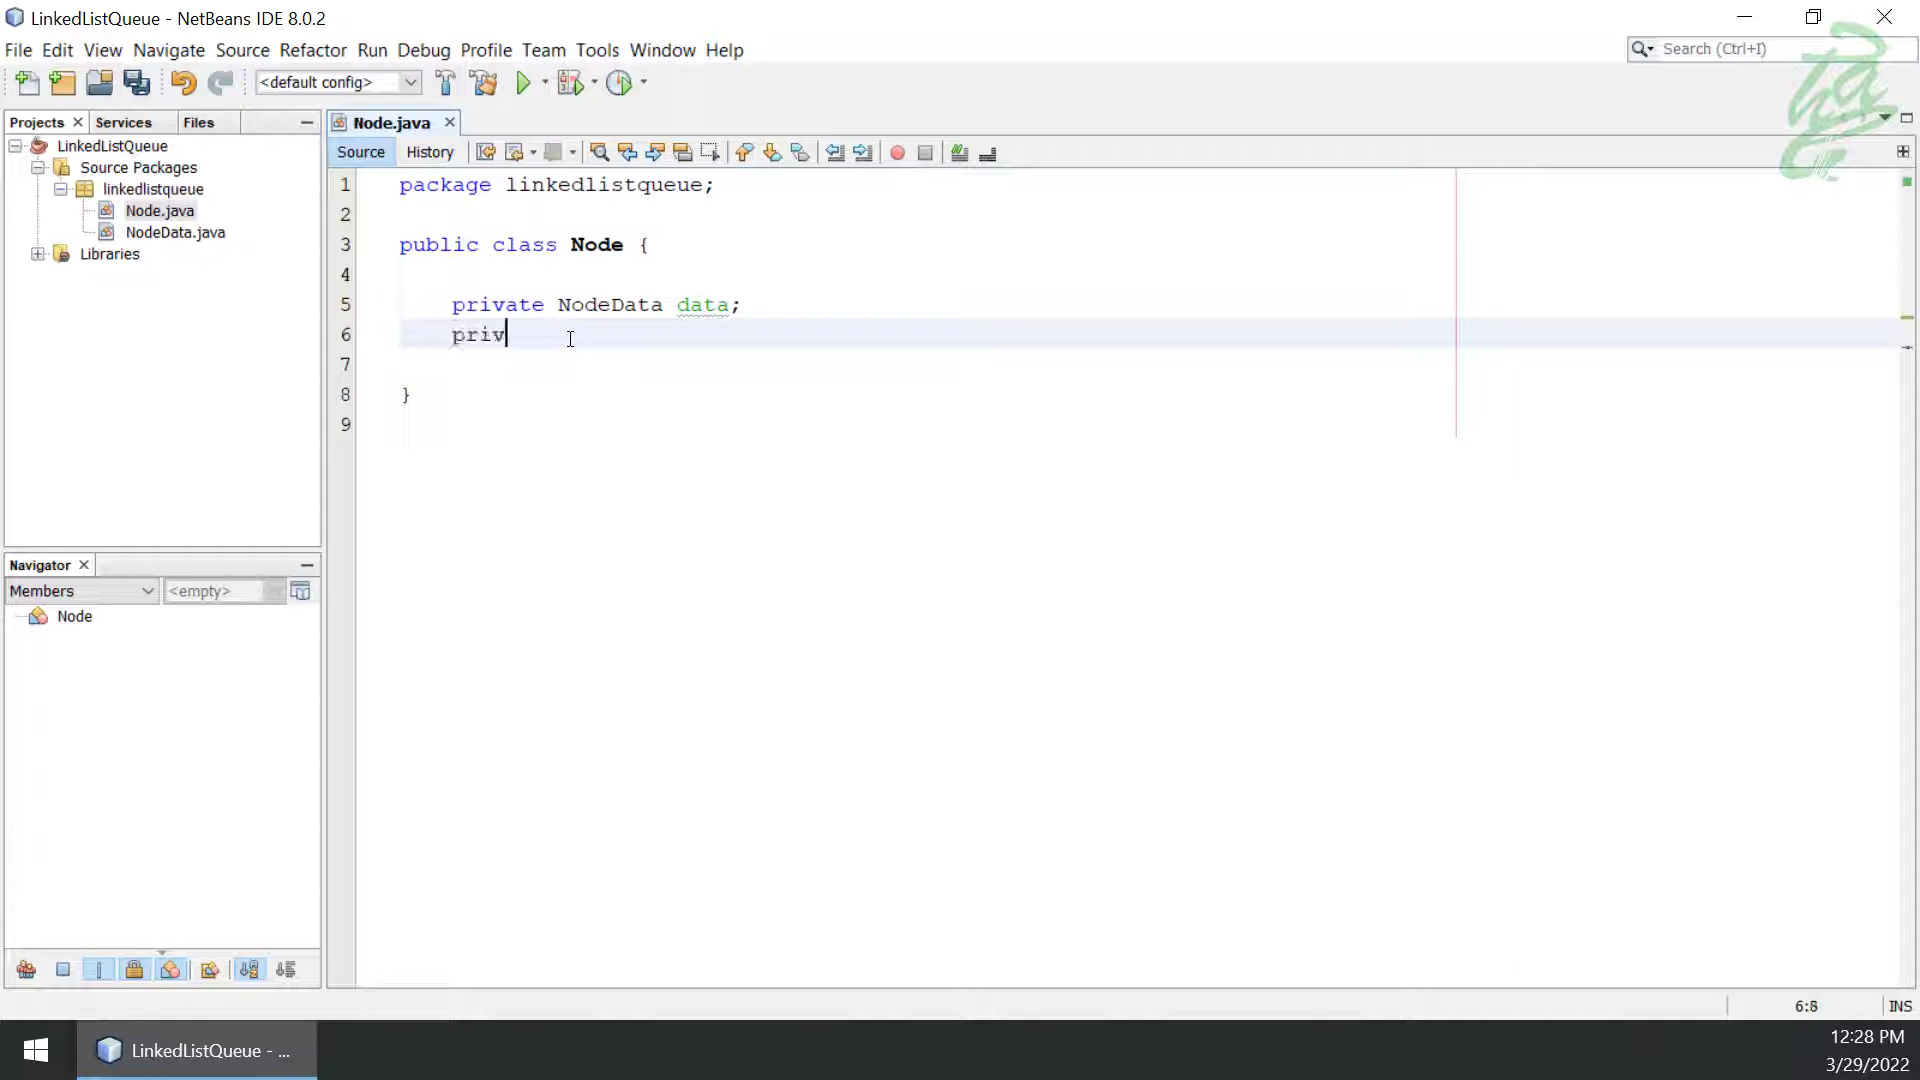 LinkedListQueue - NetBeans IDE 8.0.2
File Edit View Navigate Source Refactor Run Debug Profile Team Tools Window Help
Search (Ctrl+I)
<default config>
Projects Services Files
Node.java
LinkedListQueue
Source Packages
linkedlistqueue
Node.java
NodeData.java
Libraries
Source History
1 package linkedlistqueue;
2
3 public class Node {
4
5 private NodeData data;
6 priv
7
8 }
9
Navigator
Members <empty>
Node
6:8 INS
LinkedListQueue - ...
12:28 PM
3/29/2022